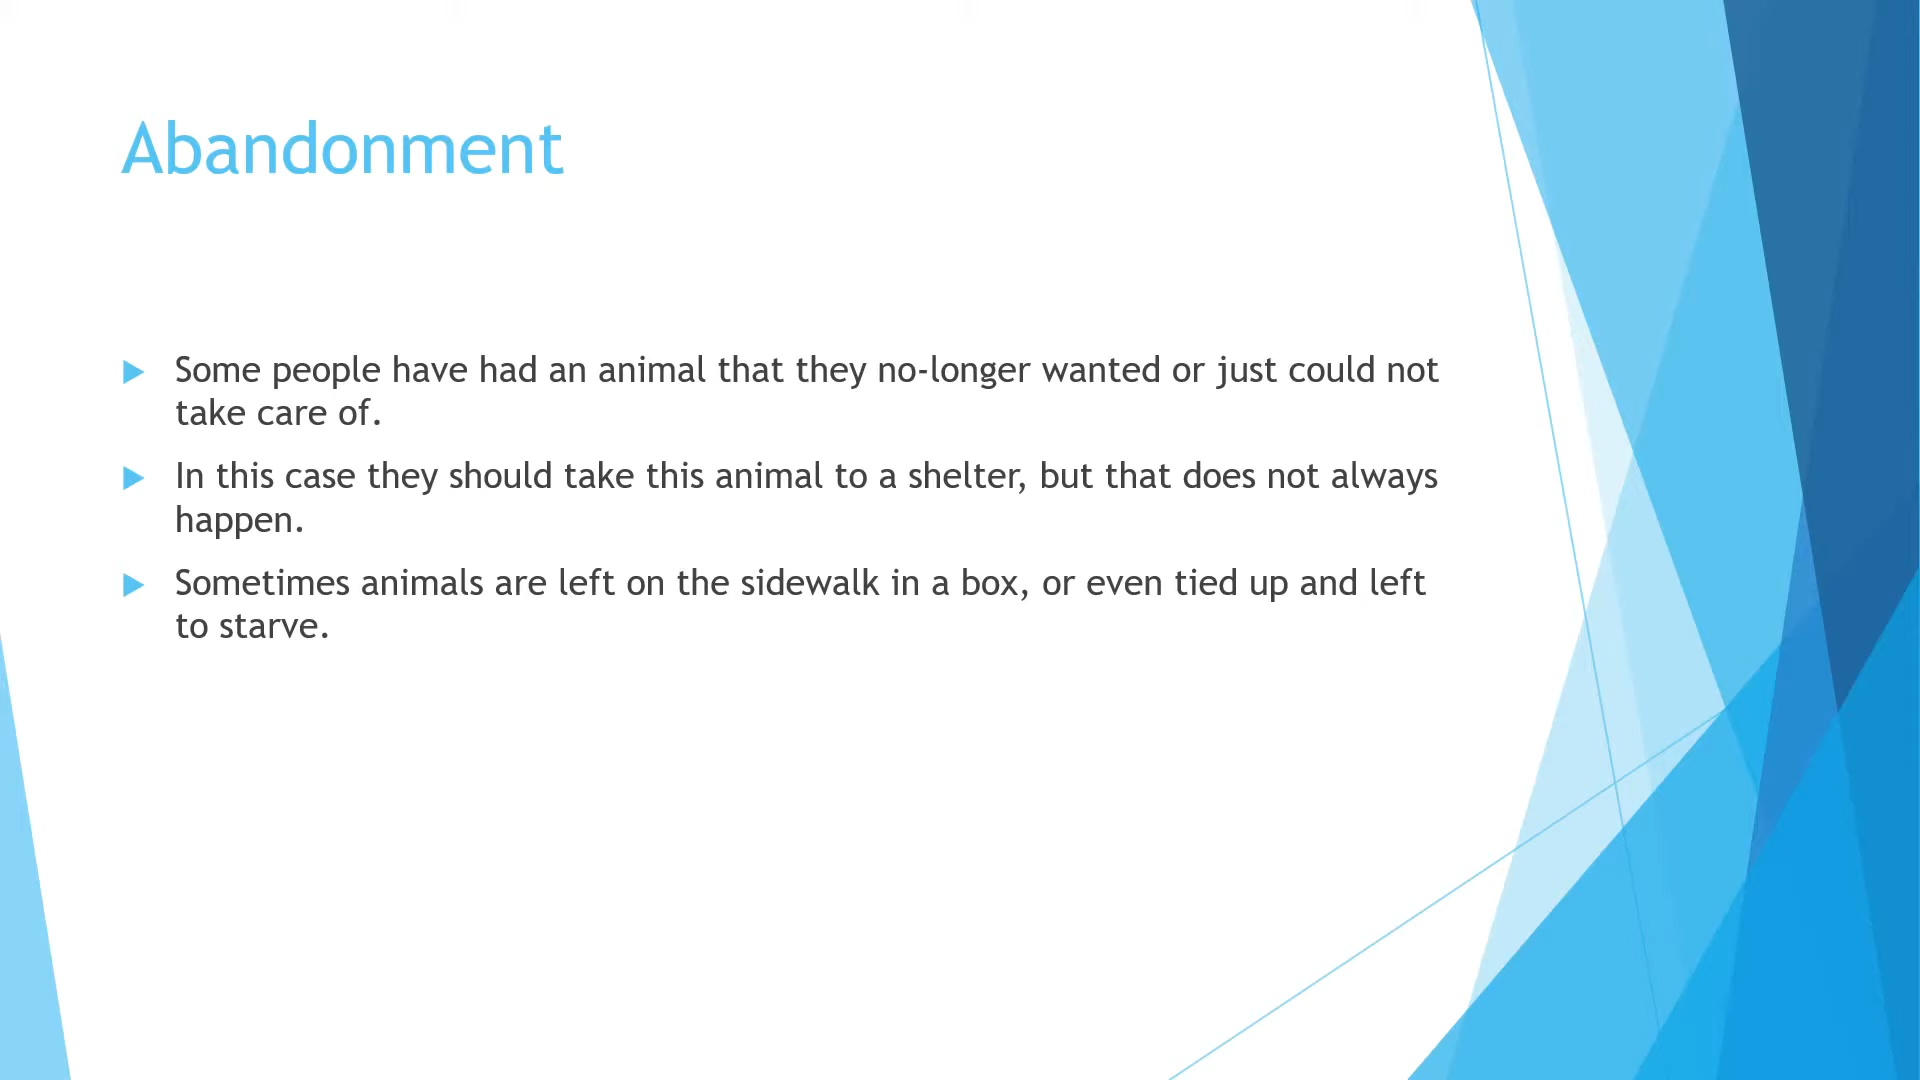 Abandonment
Some people have had an animal that they no-longer wanted or just could not
take care of.
In this case they should take this animal to a shelter, but that does not always
happen.
Sometimes animals are left on the sidewalk in a box, or even tied up and left
to starve.